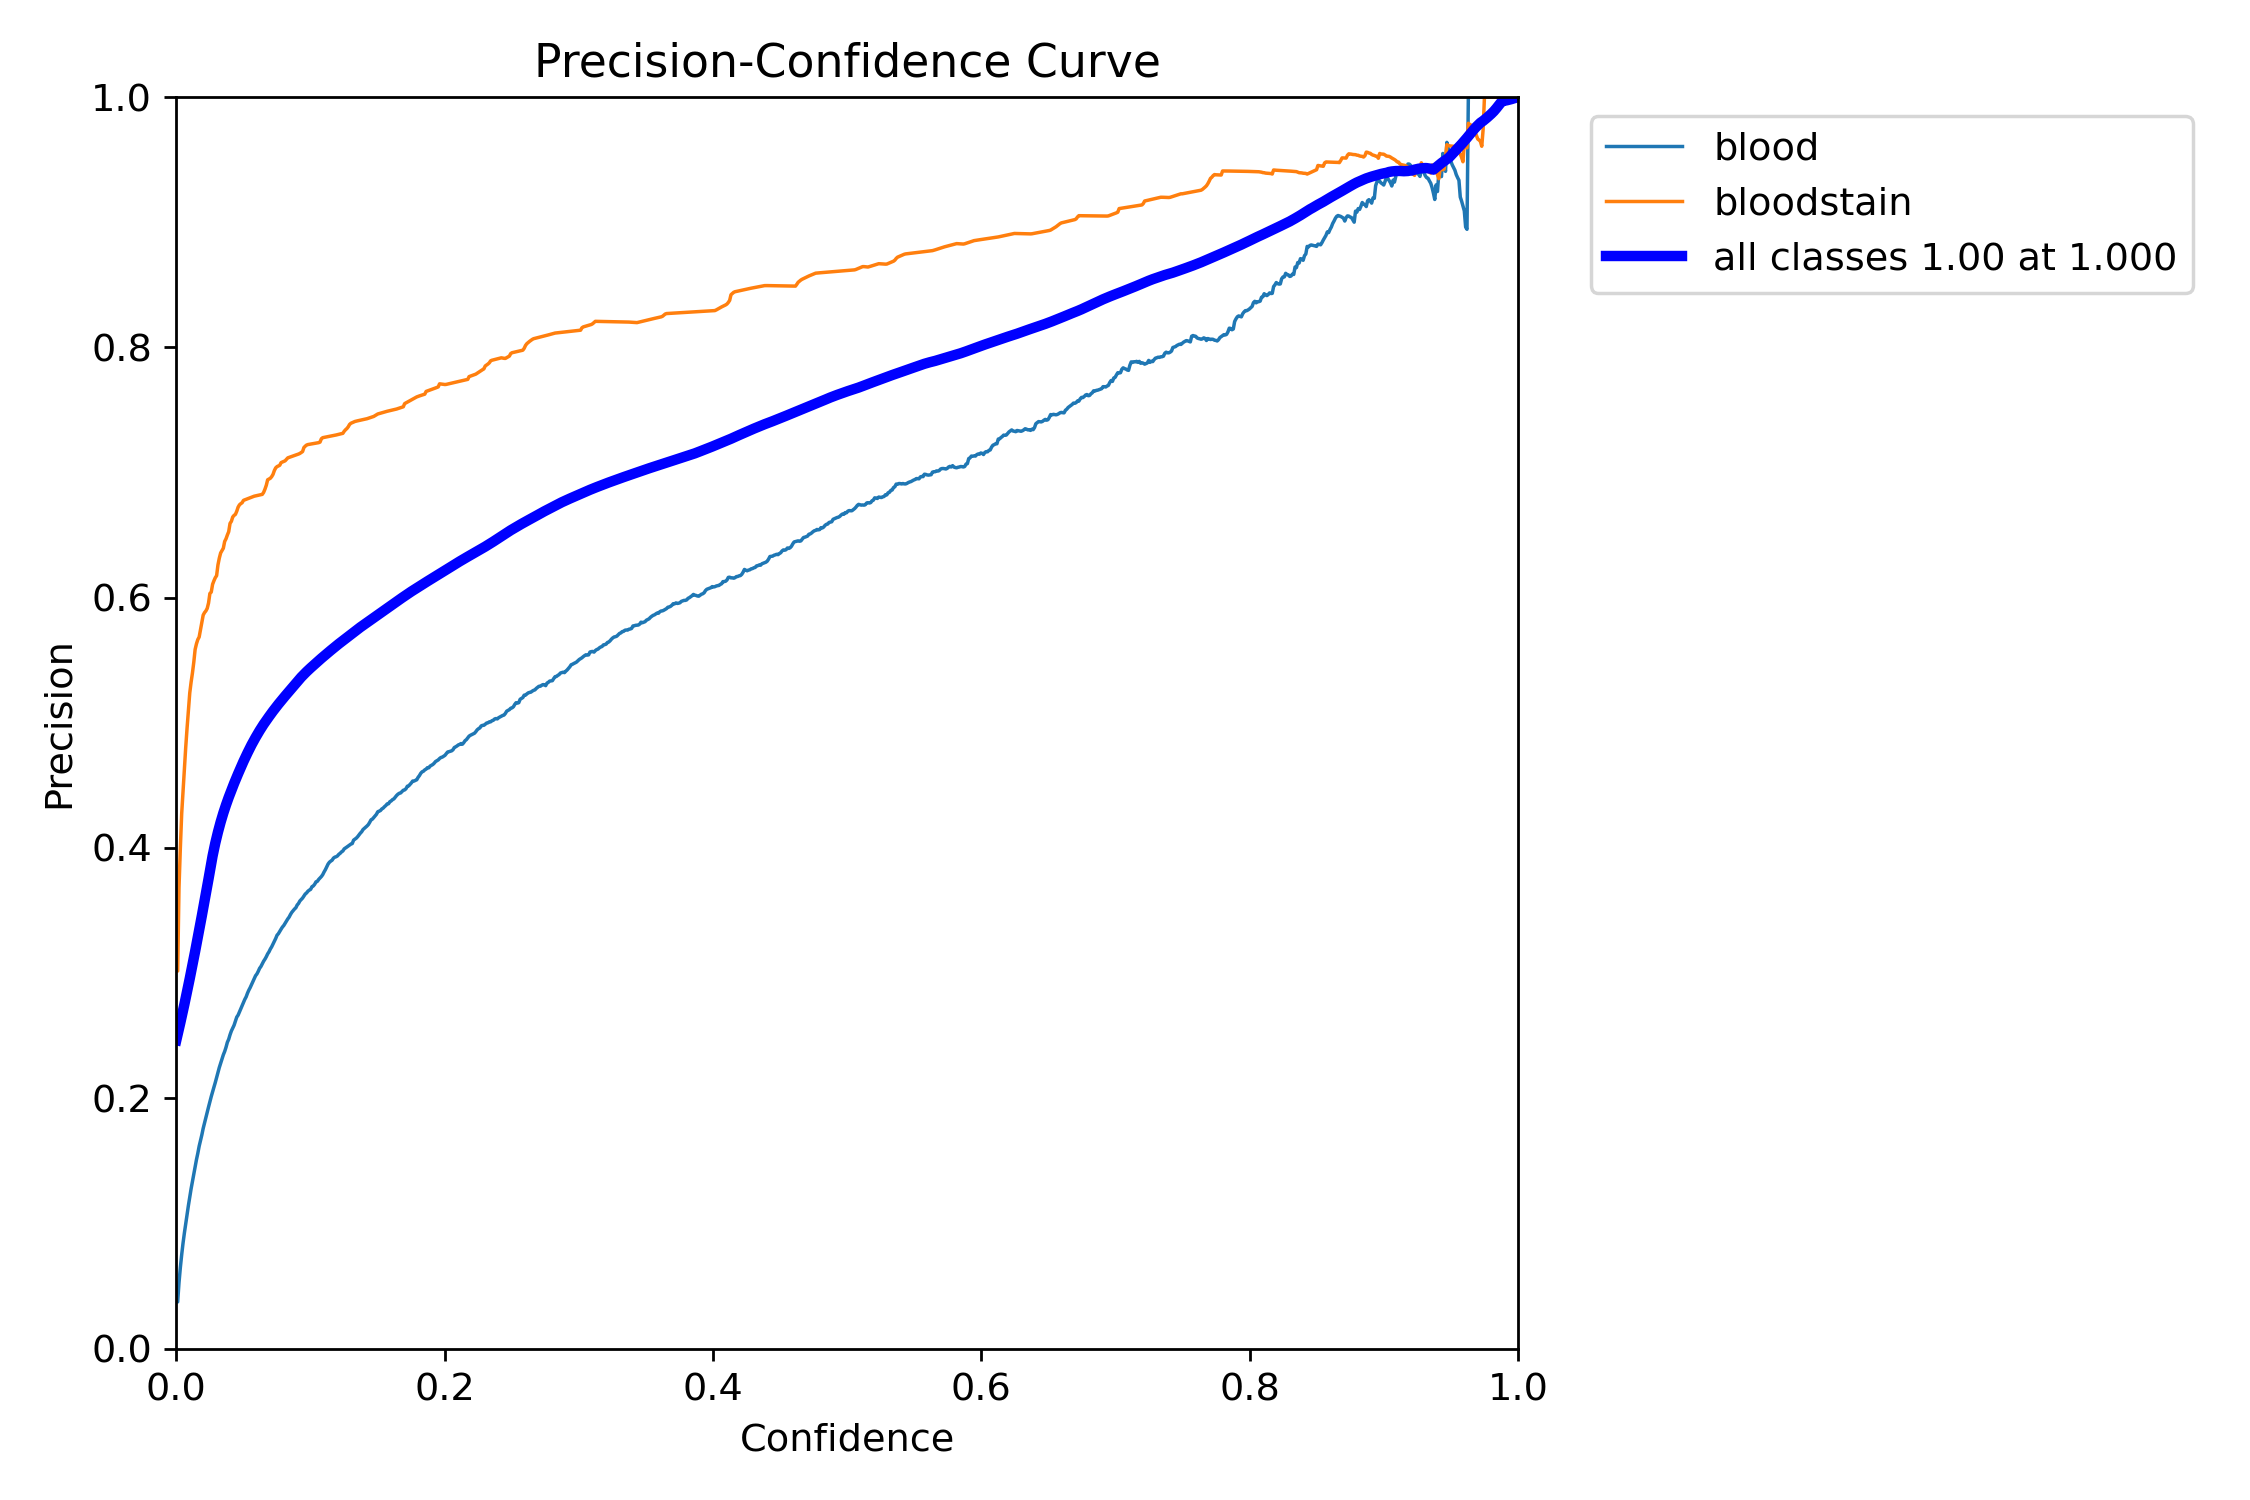 Precision-Confidence Curve
1.0
0.8
0.6
0.4
0.2
0.0
Precision
0.0 0.2 0.4 0.6 0.8 1.0
Confidence
blood
bloodstain
all classes 1.00 at 1.000